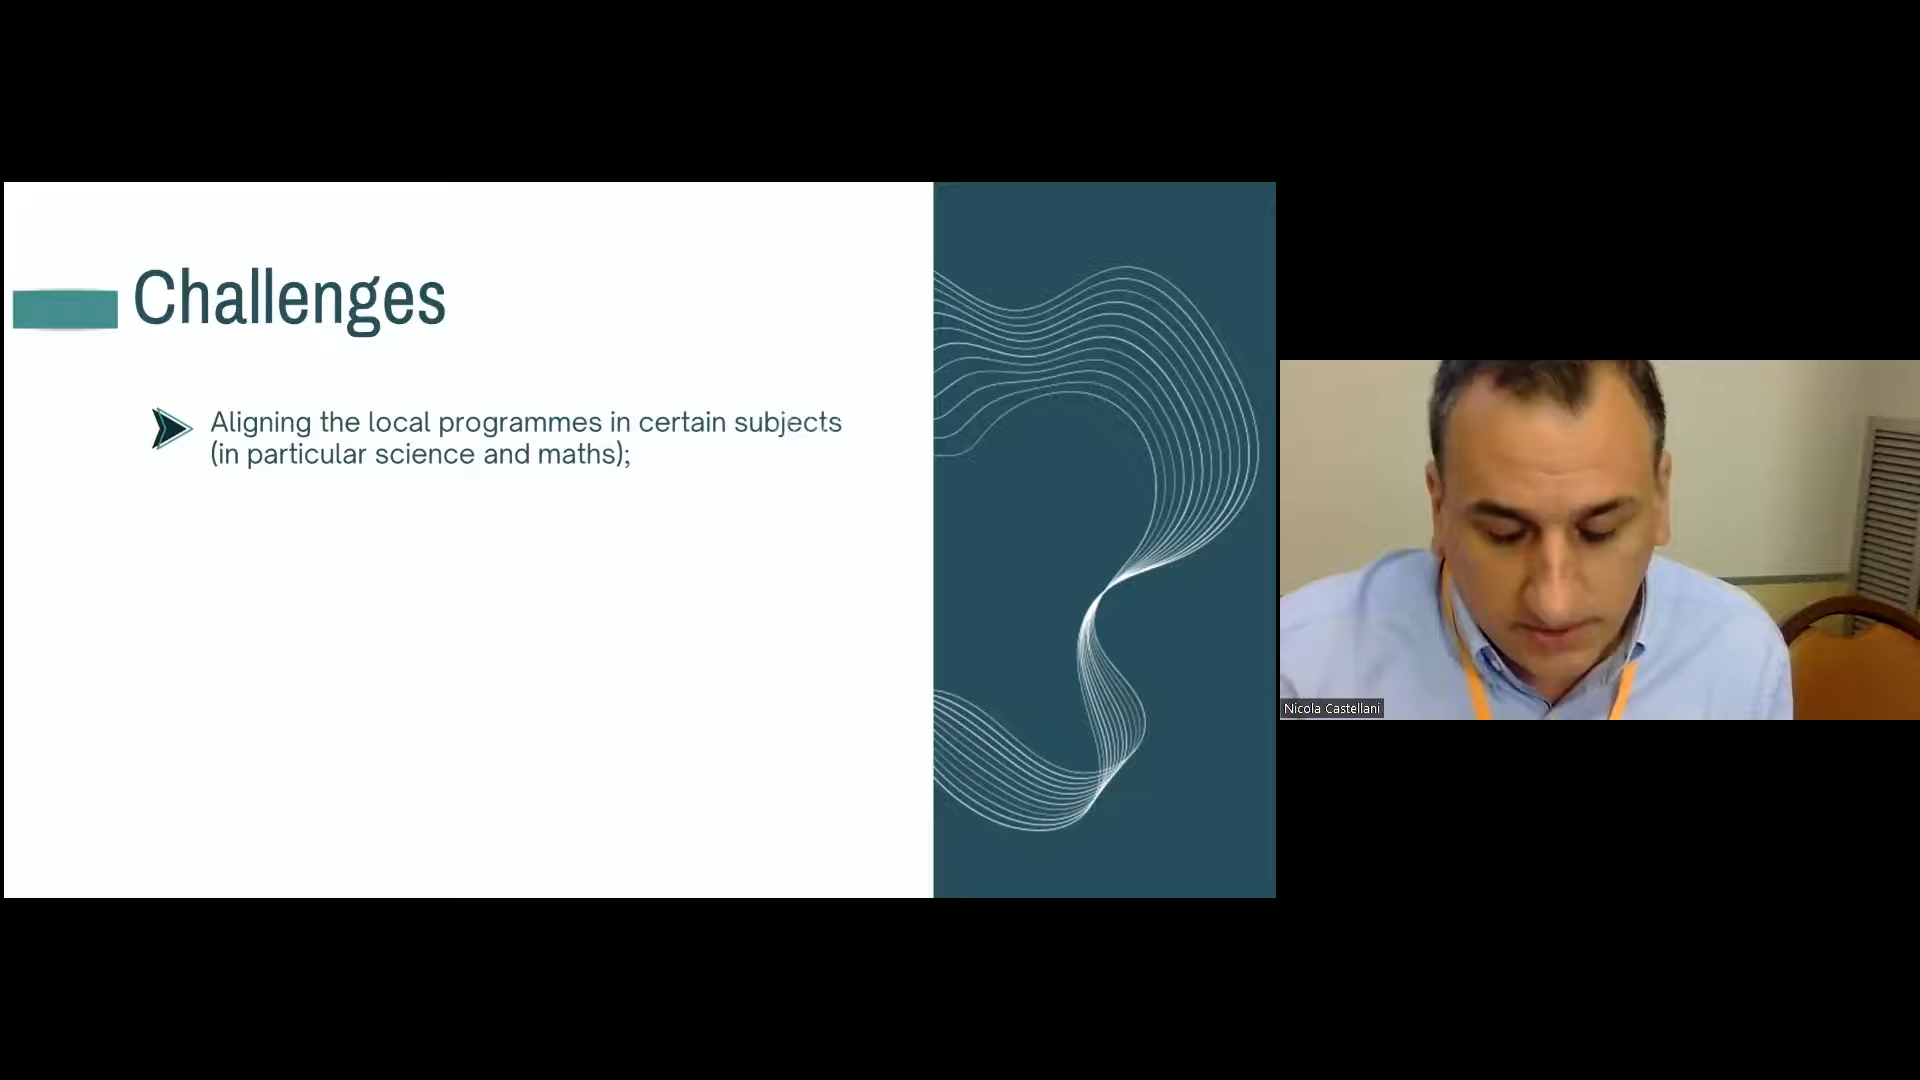 Challenges
Aligning the local programmes in certain subjects
(in particular science and maths);
Nicola Castellani